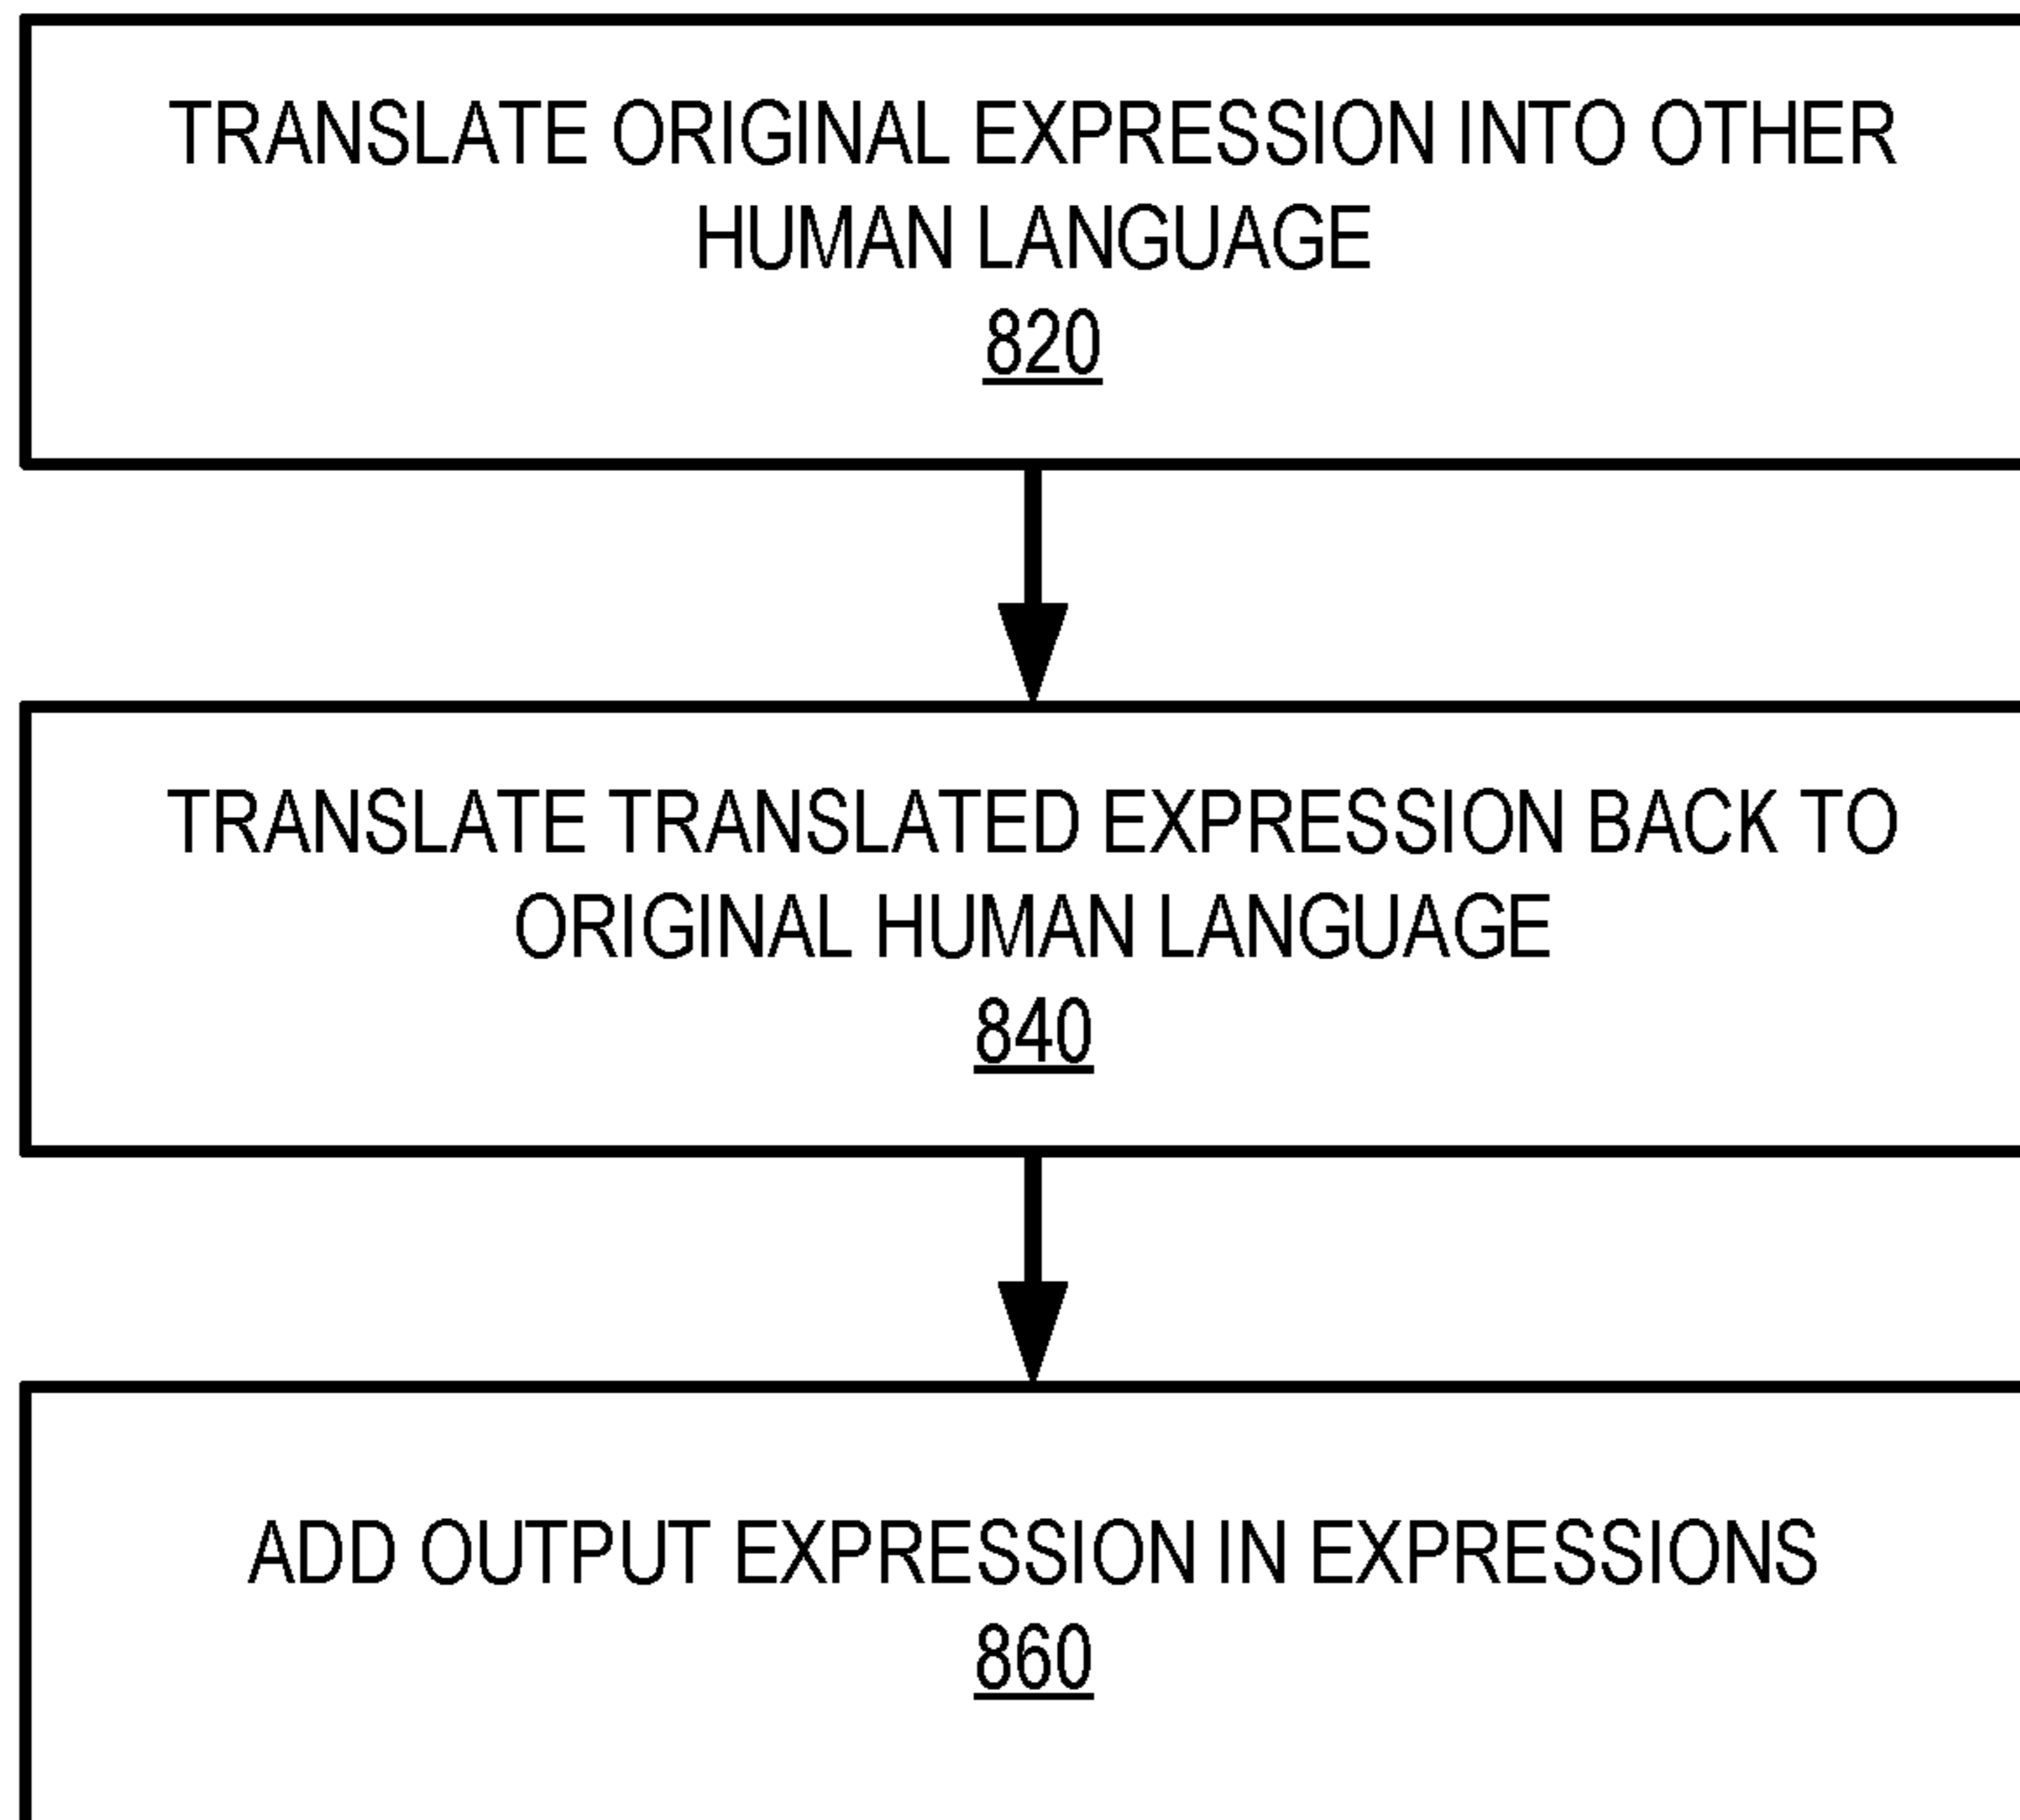 TRANSLATE ORIGINAL EXPRESSION INTO OTHER
HUMAN LANGUAGE
820
TRANSLATE TRANSLATED EXPRESSION BACK TO
ORIGINAL HUMAN LANGUAGE
840
ADD OUTPUT EXPRESSION IN EXPRESSIONS
860